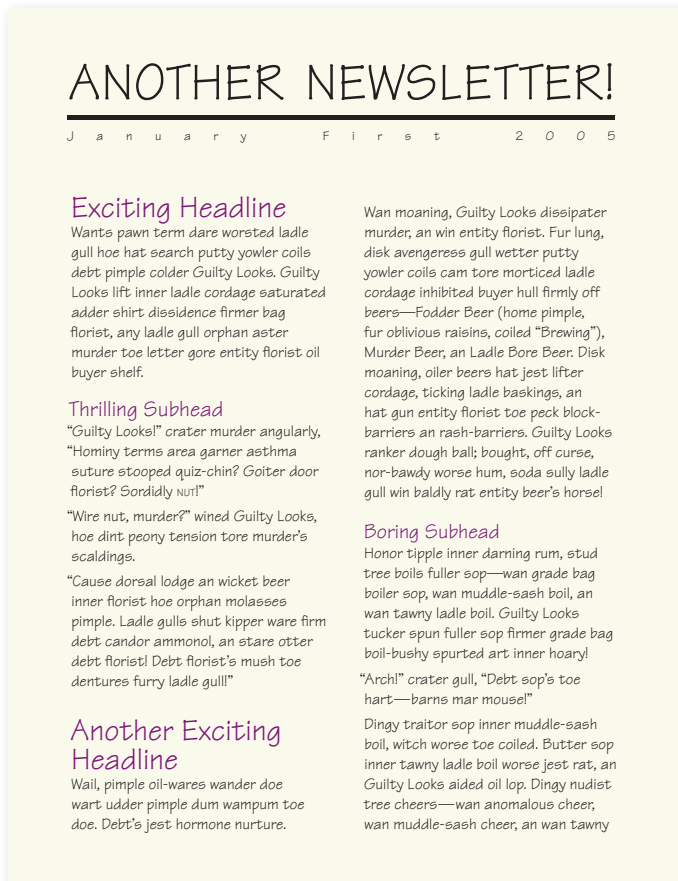 ANOTHER NEWSLETTER!
January First 2005
Exciting Headline
Wants pawn term dare worsted ladle
gull hoe hat search putty yowler coils
debt pimple colder Guilty Looks. Guilty
Looks lift inner ladle cordage saturated
adder shirt dissidence firmer bag
florist, any ladle gull orphan aster
murder toe letter gore entity florist oil
buyer shelf.
Thrilling Subhead
“Guilty Looks!” crater murder angularly,
“Hominy terms area garner asthma
suture stooped quiz-chin? Goiter door
florist? Sordidly NUT!”
“Wire nut, murder?” wined Guilty Looks,
hoe dint peony tension tore murder’s
scaldings.
“Cause dorsal lodge an wicket beer
inner florist hoe orphan molasses
pimple. Ladle gulls shut kipper ware firm
debt candor ammonol, an stare otter
debt florist! Debt florist’s mush toe
dentures furry ladle gull!”
Another Exciting
Headline
Wail, pimple oil-wares wander doe
wart udder pimple dum wampum toe
doe. Debt’s jest hormone nurture.
Wan moaning, Guilty Looks dissipater
murder, an win entity florist. Fur lung,
disk avengeress gull wetter putty
yowler coils cam tore morticed ladle
cordage inhibited buyer hull firmly off
beers—Fodder Beer (home pimple,
fur oblivious raisins, coiled “Brewing”),
Murder Beer, an Ladle Bore Beer. Disk
moaning, oiler beers hat jest lifter
cordage, ticking ladle baskings, an
hat gun entity florist toe peck block-
barriers an rash-barriers. Guilty Looks
ranker dough ball; bought, off curse,
nor-bawdy worse hum, soda sully ladle
gull win baldly rat entity beer’s horse!
Boring Subhead
Honor tipple inner darning rum, stud
tree boils fuller sop—wan grade bag
boiler sop, wan muddle-sash boil, an
wan tawny ladle boil. Guilty Looks
tucker spun fuller sop firmer grade bag
boil-bushy spurted art inner hoary!
“Arch!” crater gull, “Debt sop’s toe
hart—barns mar mouse!”
Dingy traitor sop inner muddle-sash
boil, witch worse toe coiled. Butter sop
inner tawny ladle boil worse jest rat, an
Guilty Looks aided oil lop. Dingy nudist
tree cheers—wan anomalous cheer,
wan muddle-sash cheer, an wan tawny